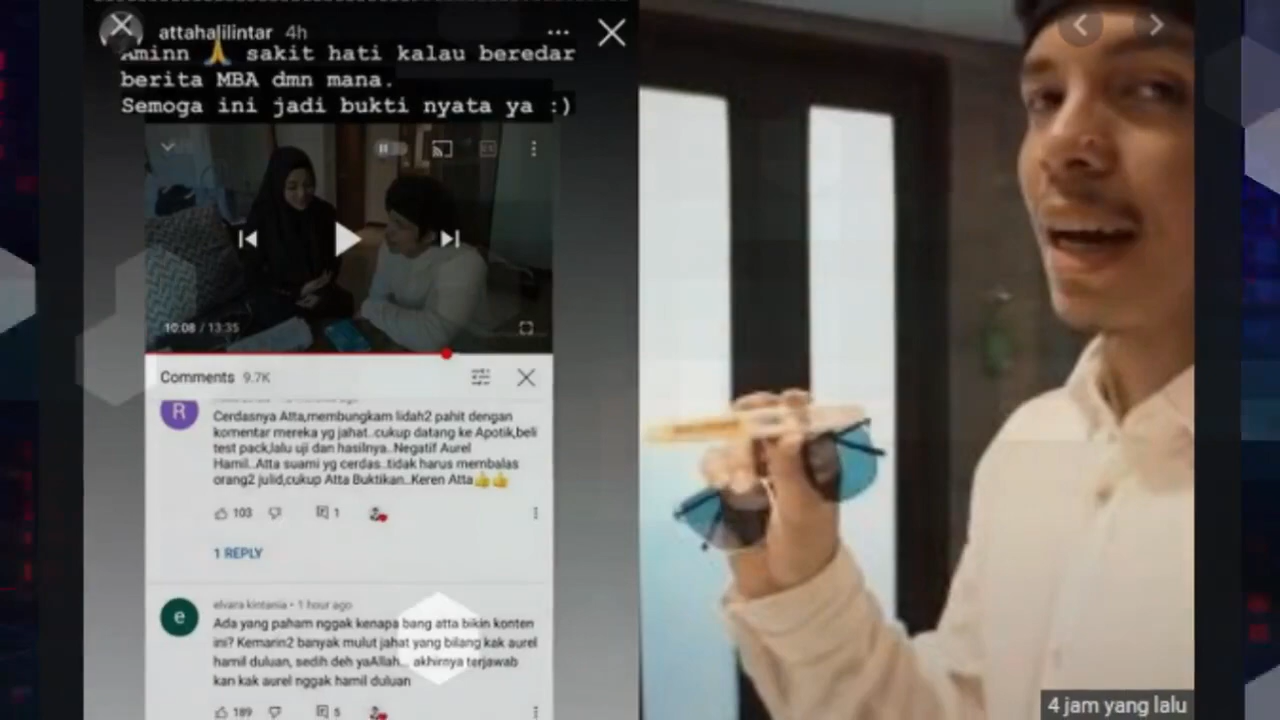 attahalilintar 4h
Aminn 🙏 sakit hati kalau beredar
berita MBA dmn mana.
Semoga ini jadi bukti nyata ya :)
10:08 / 13:35
Comments 9.7K
R
Cerdasnya Atta,membungkam lidah2 pahit dengan
komentar mereka yg jahat..cukup datang ke Apotik,beli
test pack,lalu uji dan hasilnya..Negatif Aurel
Hamil..Atta suami yg cerdas..tidak harus membalas
orang2 julid,cukup Atta Buktikan..Keren Atta👍👍
103 1
1 REPLY
e
elvara kintania • 1 hour ago
Ada yang paham nggak kenapa bang atta bikin konten
ini? Kemarin2 banyak mulut jahat yang bilang kak aurel
hamil duluan, sedih deh yaAllah... akhirnya terjawab
kan kak aurel nggak hamil duluan
189 5
4 jam yang lalu